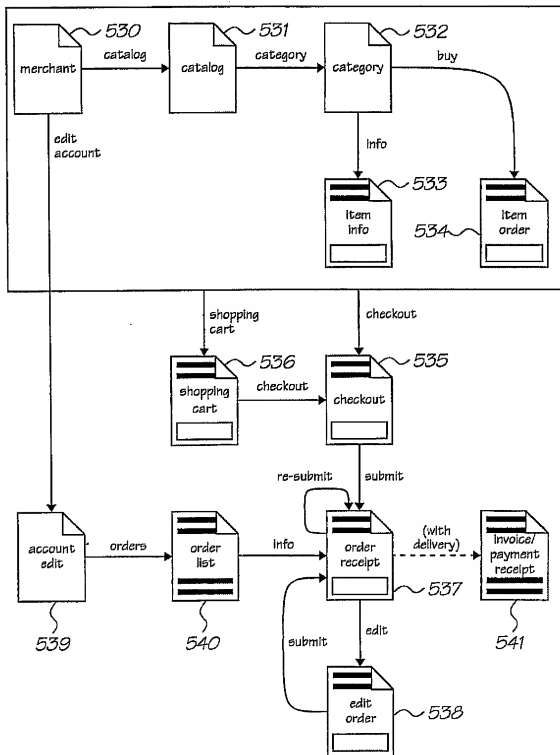 530
531
532
merchant
catalog
catalog
category
category
buy
edit
account
info
533
item
info
534
item
order
shopping
cart
checkout
536
535
shopping
cart
checkout
checkout
re-submit
submit
account
edit
orders
order
list
info
order
receipt
(with
delivery)
invoice/
payment
receipt
537
539
540
541
submit
edit
edit
order
538